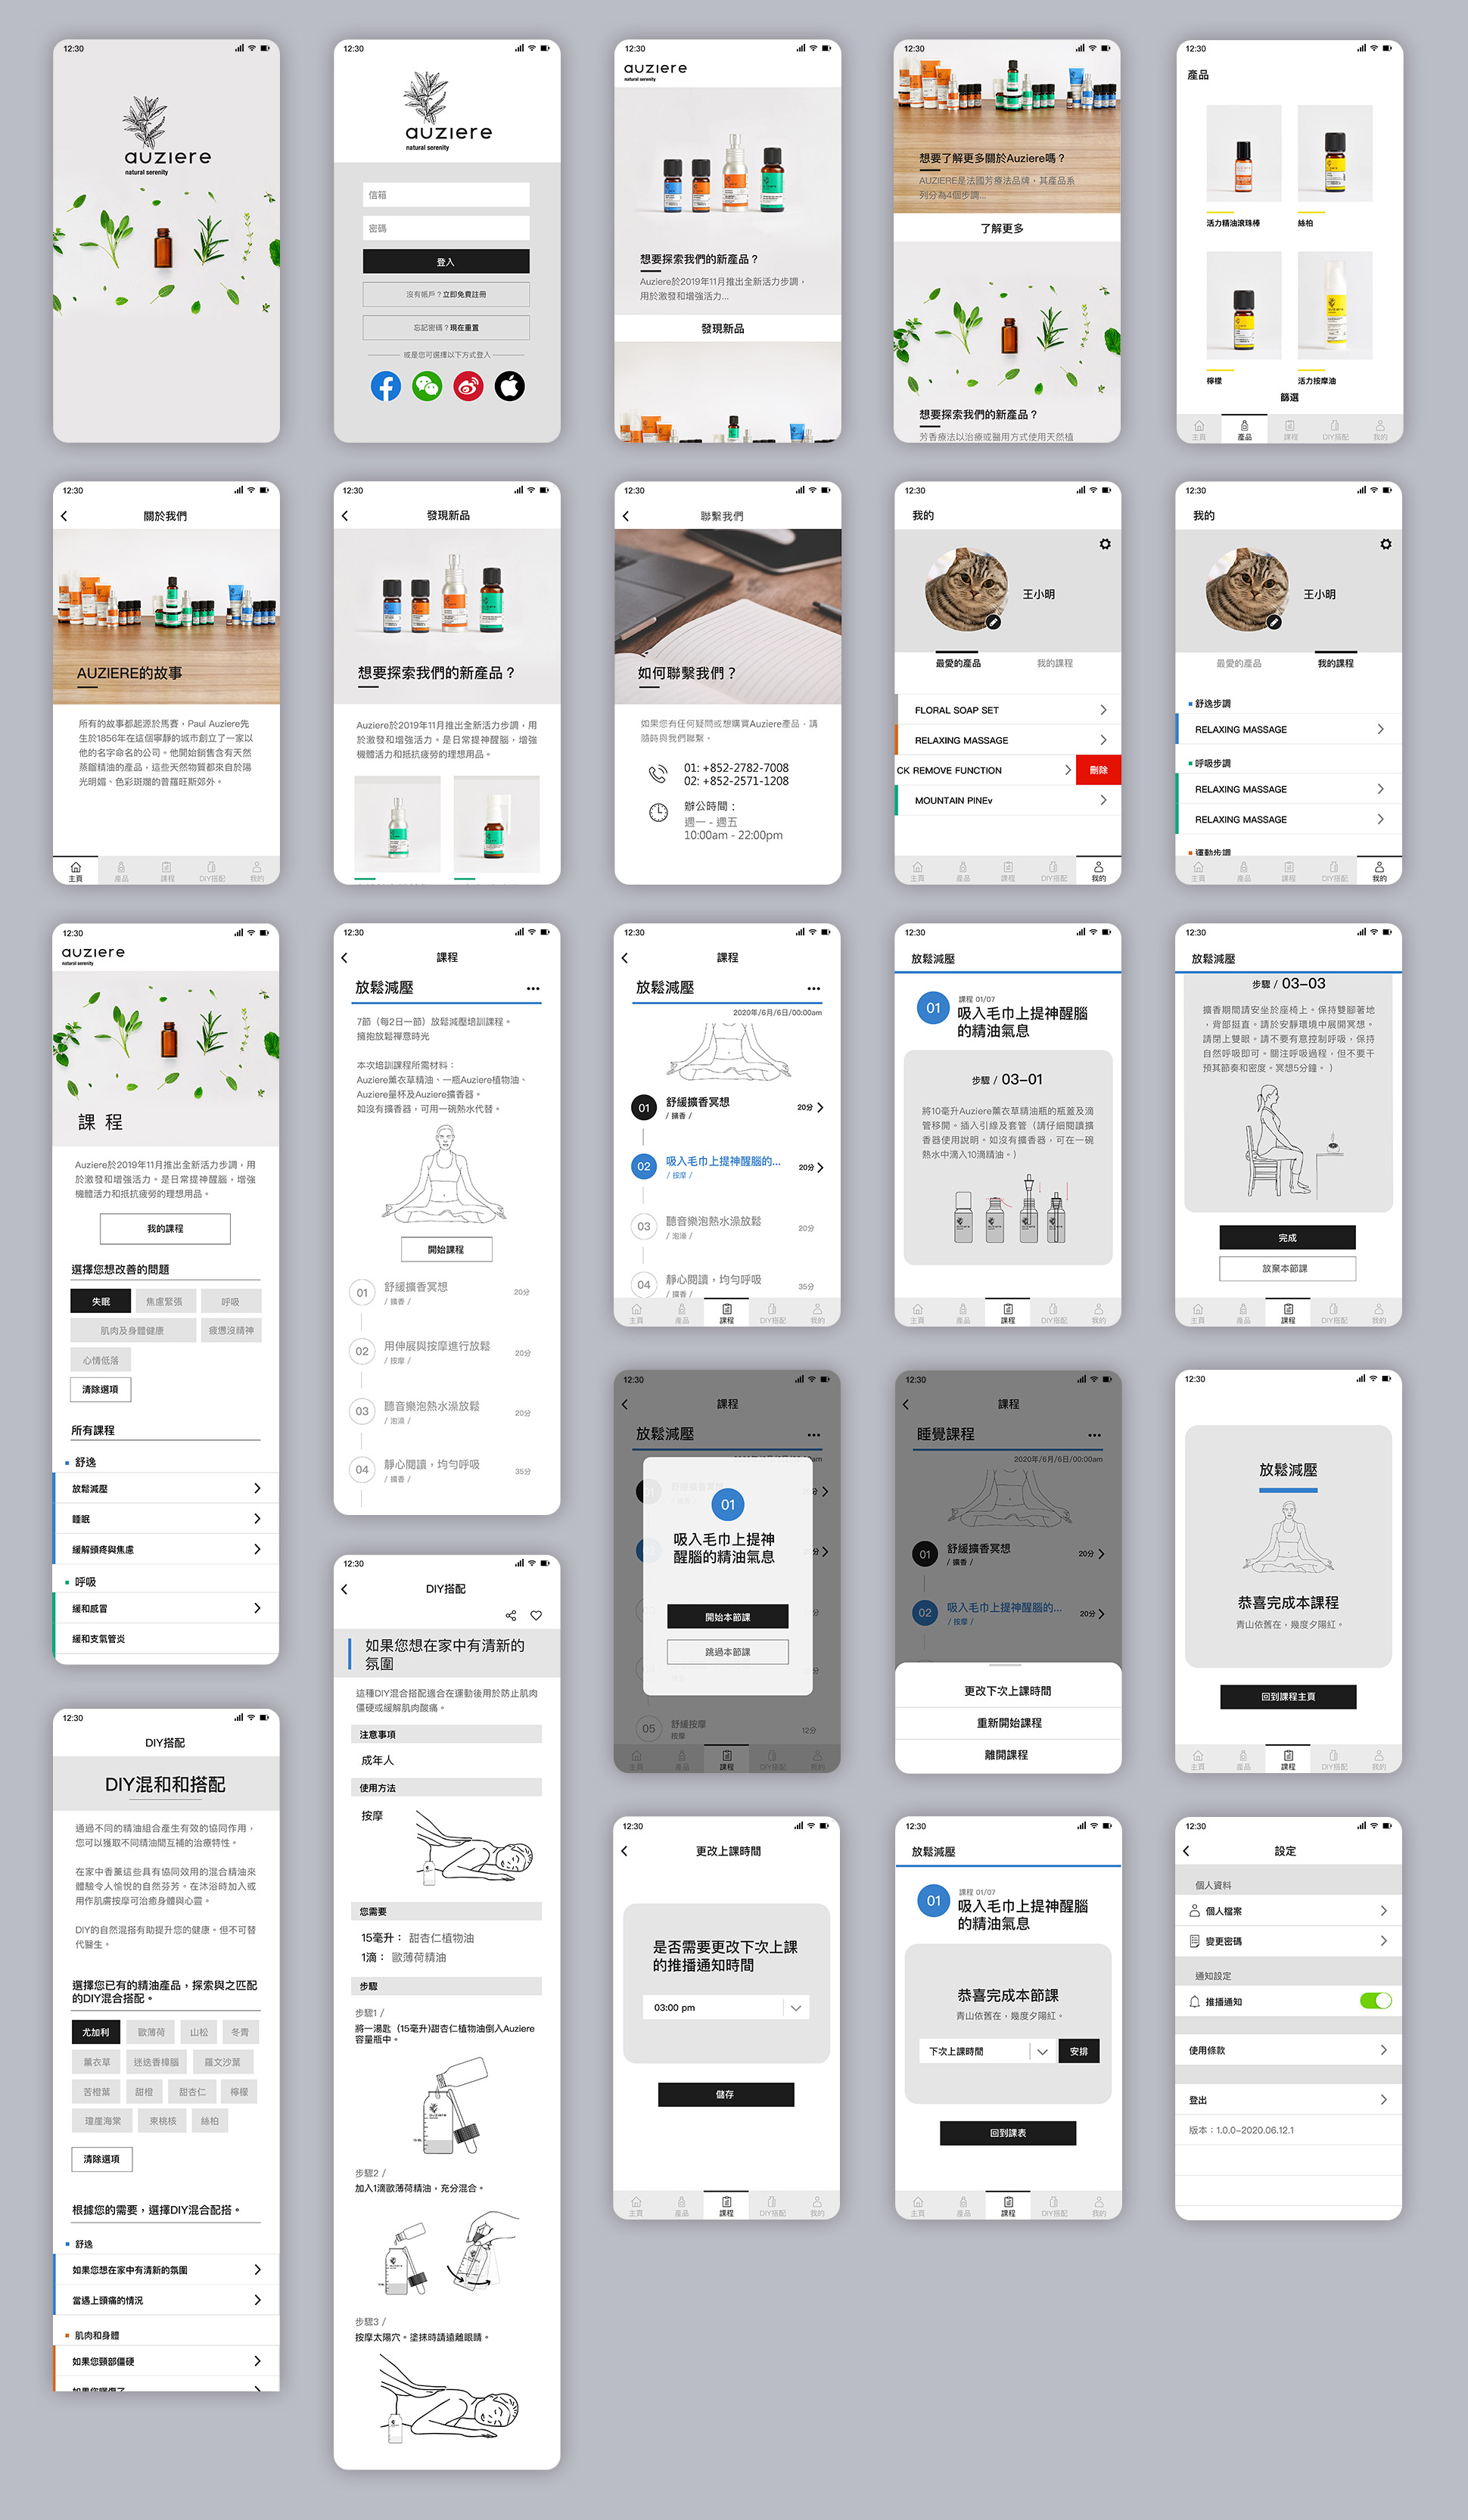 12:30
auziere
natural serenity
12:30
auziere
natural serenity
信箱
密碼
登入
沒有帳戶？立即免費註冊
忘記密碼？現在重置
或是您可選擇以下方式登入
12:30
auziere
natural serenity
想要探索我們的新產品？
Auziere於2019年11月推出全新活力步調，
用於激發和增強活力...
發現新品
12:30
想要了解更多關於Auziere嗎？
AUZIERE是法國芳療法品牌，其產品系
列分為4個步調...
了解更多
想要探索我們的新產品？
芳香療法以治療或醫用方式使用天然植
12:30
產品
活力精油滾珠棒
絲柏
檸檬
活力按摩油
篩選
主頁
產品
課程
DIY搭配
我的
12:30
關於我們
AUZIERE的故事
所有的故事都起源於馬賽，Paul Auziere先
生於1856年在這個寧靜的城市創立了一家以
他的名字命名的公司。他開始銷售含有天然
蒸餾精油的產品，這些天然物質都來自於陽
光明媚、色彩斑斕的普羅旺斯郊外。
主頁
產品
課程
DIY搭配
我的
12:30
發現新品
想要探索我們的新產品？
Auziere於2019年11月推出全新活力步調，用
於激發和增強活力。是日常提神醒腦，增強
機體活力和抵抗疲勞的理想用品。
12:30
聯繫我們
如何聯繫我們？
如果您有任何疑問或想購買Auziere產品，請
隨時與我們聯繫。
01: +852-2782-7008
02: +852-2571-1208
辦公時間：
週一 - 週五
10:00am - 22:00pm
12:30
我的
王小明
最愛的產品
我的課程
FLORAL SOAP SET
RELAXING MASSAGE
CK REMOVE FUNCTION
刪除
MOUNTAIN PINEv
主頁
產品
課程
DIY搭配
我的
12:30
我的
王小明
最愛的產品
我的課程
舒逸步調
RELAXING MASSAGE
呼吸步調
RELAXING MASSAGE
RELAXING MASSAGE
運動步調
主頁
產品
課程
DIY搭配
我的
12:30
auziere
natural serenity
課 程
Auziere於2019年11月推出全新活力步調，用
於激發和增強活力。是日常提神醒腦，增強
機體活力和抵抗疲勞的理想用品。
我的課程
選擇您想改善的問題
失眠
焦慮緊張
呼吸
肌肉及身體健康
疲憊沒精神
心情低落
清除選項
所有課程
舒逸
放鬆減壓
睡眠
緩解頭疼與焦慮
呼吸
緩和感冒
緩和支氣管炎
12:30
課程
放鬆減壓
7節（每2日一節）放鬆減壓培訓課程。
擁抱放鬆禪意時光
本次培訓課程所需材料：
Auziere薰衣草精油、一瓶Auziere植物油、
Auziere量杯及Auziere擴香器。
如沒有擴香器，可用一碗熱水代替。
開始課程
01
舒緩擴香冥想
/ 擴香 /
20分
02
用伸展與按摩進行放鬆
/ 按摩 /
20分
03
聽音樂泡熱水澡放鬆
/ 泡澡 /
20分
04
靜心閱讀，均勻呼吸
/ 擴香 /
35分
12:30
課程
放鬆減壓
2020年/6月/6日/00:00am
01
舒緩擴香冥想
/ 擴香 /
20分
02
吸入毛巾上提神醒腦的...
/ 按摩 /
20分
03
聽音樂泡熱水澡放鬆
/ 泡澡 /
20分
04
靜心閱讀，均勻呼吸
/ 擴香 /
35分
主頁
產品
課程
DIY搭配
我的
12:30
放鬆減壓
01
課程 01/07
吸入毛巾上提神醒腦
的精油氣息
步驟 / 03–01
將10毫升Auziere薰衣草精油瓶的瓶蓋及滴
管移開。插入引線及套管（請仔細閱讀擴
香器使用說明。如沒有擴香器，可在一碗
熱水中滴入10滴精油。）
主頁
產品
課程
DIY搭配
我的
12:30
放鬆減壓
步驟 / 03–03
擴香期間請安坐於座椅上。保持雙腳著地
，背部挺直。請於安靜環境中展開冥想。
請閉上雙眼。請不要有意控制呼吸，保持
自然呼吸即可。關注呼吸過程，但不要干
預其節奏和密度。冥想5分鐘。）
完成
放棄本節課
主頁
產品
課程
DIY搭配
我的
12:30
課程
放鬆減壓
01
吸入毛巾上提神
醒腦的精油氣息
開始本節課
跳過本節課
05
舒緩按摩
按摩
12分
主頁
產品
課程
DIY搭配
我的
12:30
課程
睡覺課程
2020年/6月/6日/00:00am
01
舒緩擴香冥想
/ 擴香 /
20分
02
吸入毛巾上提神醒腦的...
/ 按摩 /
20分
更改下次上課時間
重新開始課程
離開課程
12:30
放鬆減壓
恭喜完成本課程
青山依舊在，幾度夕陽紅。
回到課程主頁
主頁
產品
課程
DIY搭配
我的
12:30
DIY搭配
DIY混和和搭配
通過不同的精油組合產生有效的協同作用，
您可以獲取不同精油間互補的治療特性。
在家中香薰這些具有協同效用的混合精油來
體驗令人愉悅的自然芬芳。在沐浴時加入或
用作肌膚按摩可治癒身體與心靈。
DIY的自然混搭有助提升您的健康。但不可替
代醫生。
選擇您已有的精油產品，探索與之匹配
的DIY混合搭配。
尤加利
歐薄荷
山松
冬青
薰衣草
迷迭香樟腦
羅文沙葉
苦橙葉
甜橙
甜杏仁
檸檬
瓊崖海棠
東桃核
絲柏
清除選項
根據您的需要，選擇DIY混合配搭。
舒逸
如果您想在家中有清新的氛圍
當遇上頭痛的情況
肌肉和身體
如果您頸部僵硬
12:30
DIY搭配
如果您想在家中有清新的
氛圍
這種DIY混合搭配適合在運動後用於防止肌肉
僵硬或緩解肌肉酸痛。
注意事項
成年人
使用方法
按摩
您需要
15毫升： 甜杏仁植物油
1滴： 歐薄荷精油
步驟
步驟1 /
將一湯匙（15毫升)甜杏仁植物油倒入Auziere
容量瓶中。
步驟2 /
加入1滴歐薄荷精油，充分混合。
步驟3 /
按摩太陽穴。塗抹時請遠離眼睛。
12:30
更改上課時間
是否需要更改下次上課
的推播通知時間
03:00 pm
儲存
主頁
產品
課程
DIY搭配
我的
12:30
放鬆減壓
01
課程 01/07
吸入毛巾上提神醒腦
的精油氣息
恭喜完成本節課
青山依舊在，幾度夕陽紅。
下次上課時間
安排
回到課表
主頁
產品
課程
DIY搭配
我的
12:30
設定
個人資料
個人檔案
變更密碼
通知設定
推播通知
使用條款
登出
版本：1.0.0~2020.06.12.1